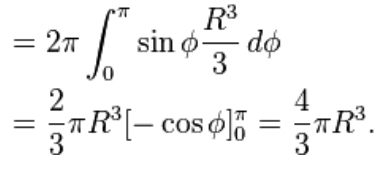 = 2π ∫₀^π sin ϕ R³/3 dϕ
= 2/3 πR³[− cos ϕ]₀^π = 4/3 πR³.